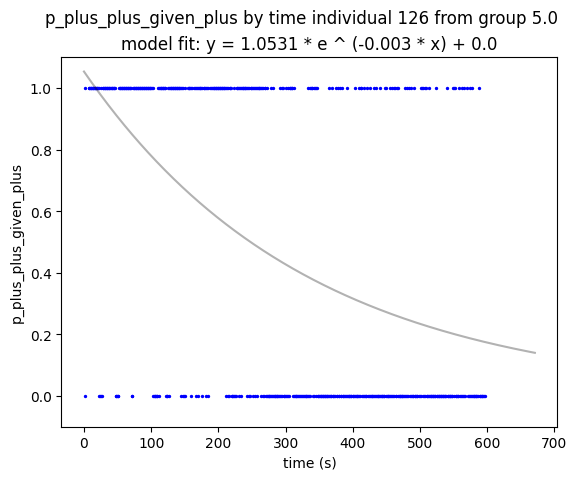 p_plus_plus_given_plus by time individual 126 from group 5.0
model fit: y = 1.0531 * e ^ (-0.003 * x) + 0.0
1.0
0.8
0.6
0.4
0.2
0.0
p_plus_plus_given_plus
0 100 200 300 400 500 600 700
time (s)